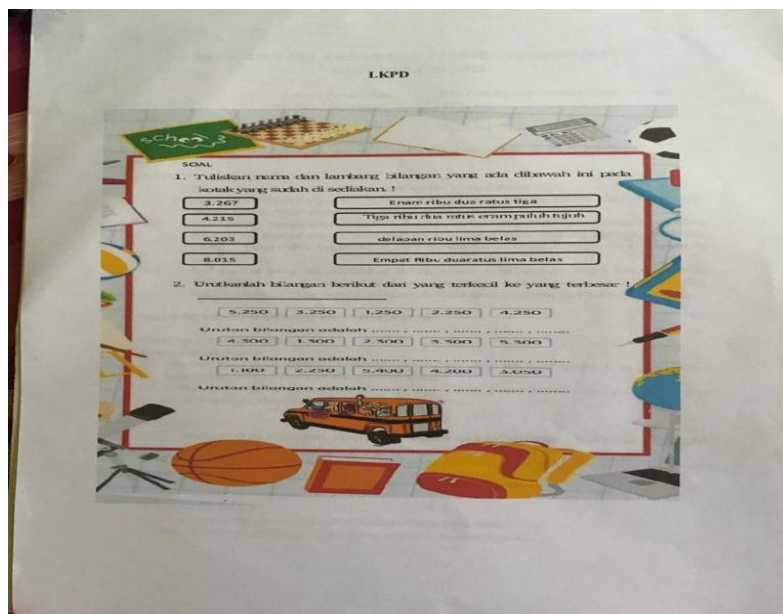 LKPD
school
SOAL
1. Tuliskan nama dan lambang bilangan yang ada dibawah ini pada
kotak yang sudah di sediakan. !
3.267 Enam ribu dua ratus tiga
4.215 Tiga ribu dua ratus enam puluh tujuh
6.203 delapan ribu lima belas
8.015 Empat Ribu duaratus lima belas
2. Urutkanlah bilangan berikut dari yang terkecil ke yang terbesar !
5.250 3.250 1.250 2.250 4.250
Urutan bilangan adalah ....... , ....... , ....... , ....... , ........
4.300 1.300 2.300 3.300 5.300
Urutan bilangan adalah ....... , ....... , ....... , ....... , ........
1.100 2.250 5.400 4.200 3.050
Urutan bilangan adalah ....... , ....... , ....... , ....... , ........